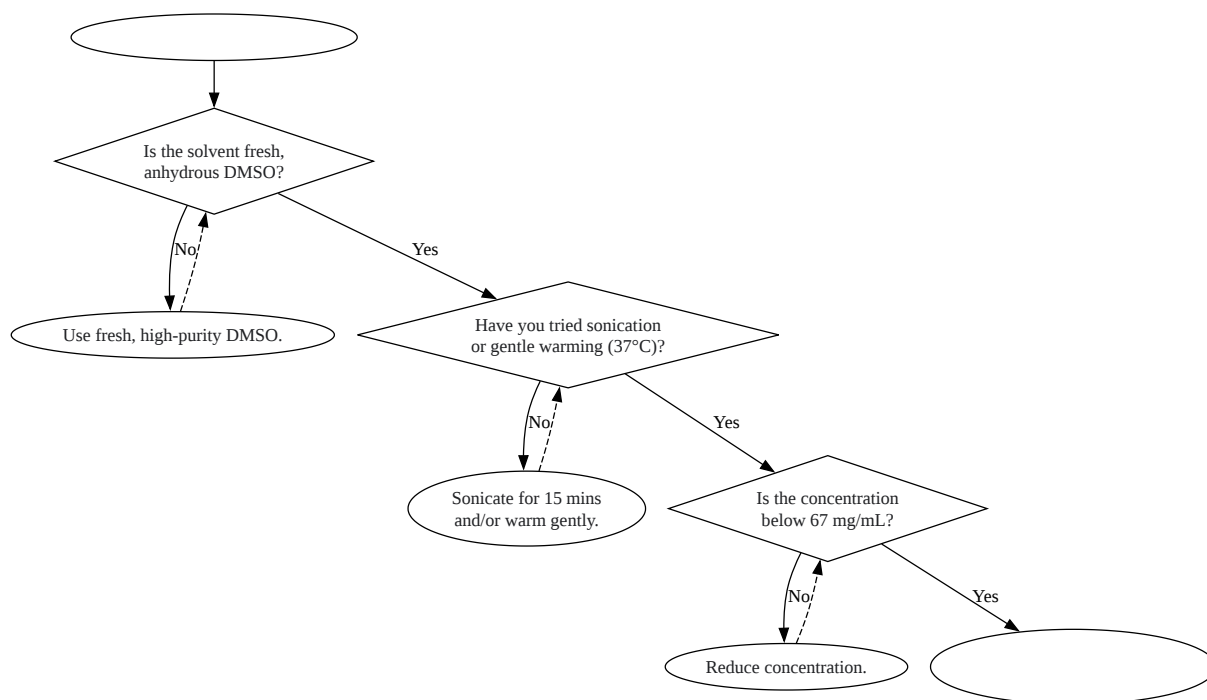 Is the solvent fresh,
anhydrous DMSO?
No
Yes
Use fresh, high-purity DMSO.
Have you tried sonication
or gentle warming (37°C)?
No
Yes
Sonicate for 15 mins
and/or warm gently.
Is the concentration
below 67 mg/mL?
No
Yes
Reduce concentration.